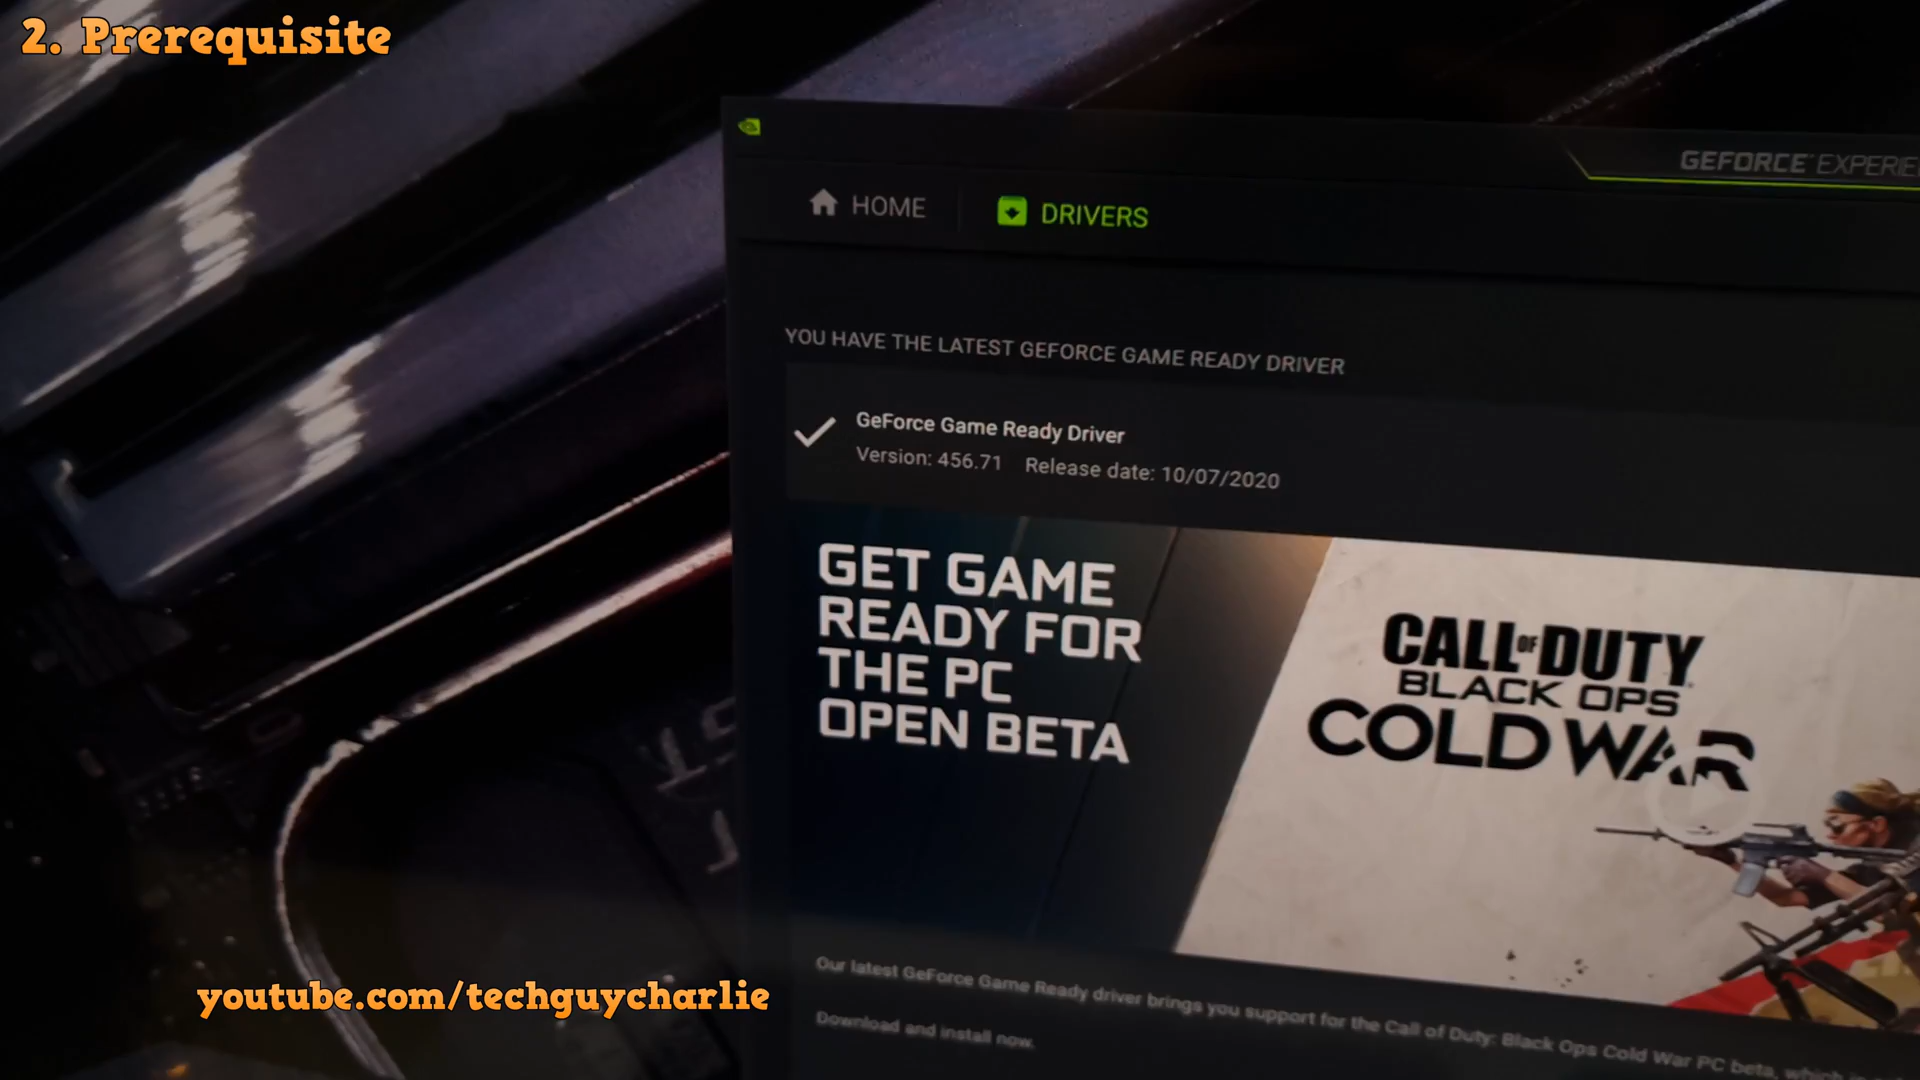 2. Prerequisite
GEFORCE EXPERIE
HOME
DRIVERS
YOU HAVE THE LATEST GEFORCE GAME READY DRIVER
GeForce Game Ready Driver
Version: 456.71 Release date: 10/07/2020
GET GAME
READY FOR
THE PC
OPEN BETA
CALL OF DUTY
BLACK OPS
COLD WAR
Our latest GeForce Game Ready driver brings you support for the Call of Duty: Black Ops Cold War PC beta, which
Download and install now.
youtube.com/techguycharlie